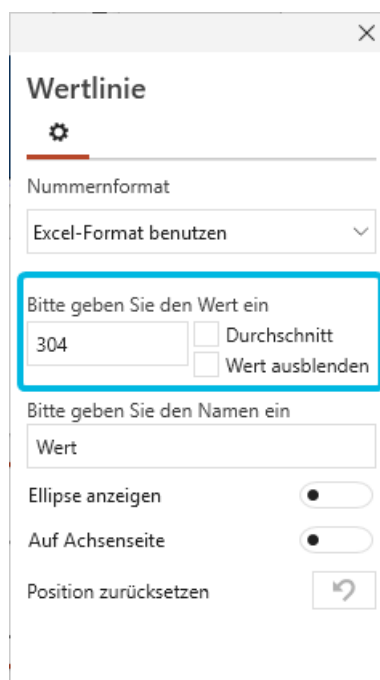 Wertlinie
Nummernformat
Excel-Format benutzen
Bitte geben Sie den Wert ein
304
Durchschnitt
Wert ausblenden
Bitte geben Sie den Namen ein
Wert
Ellipse anzeigen
Auf Achsenseite
Position zurücksetzen